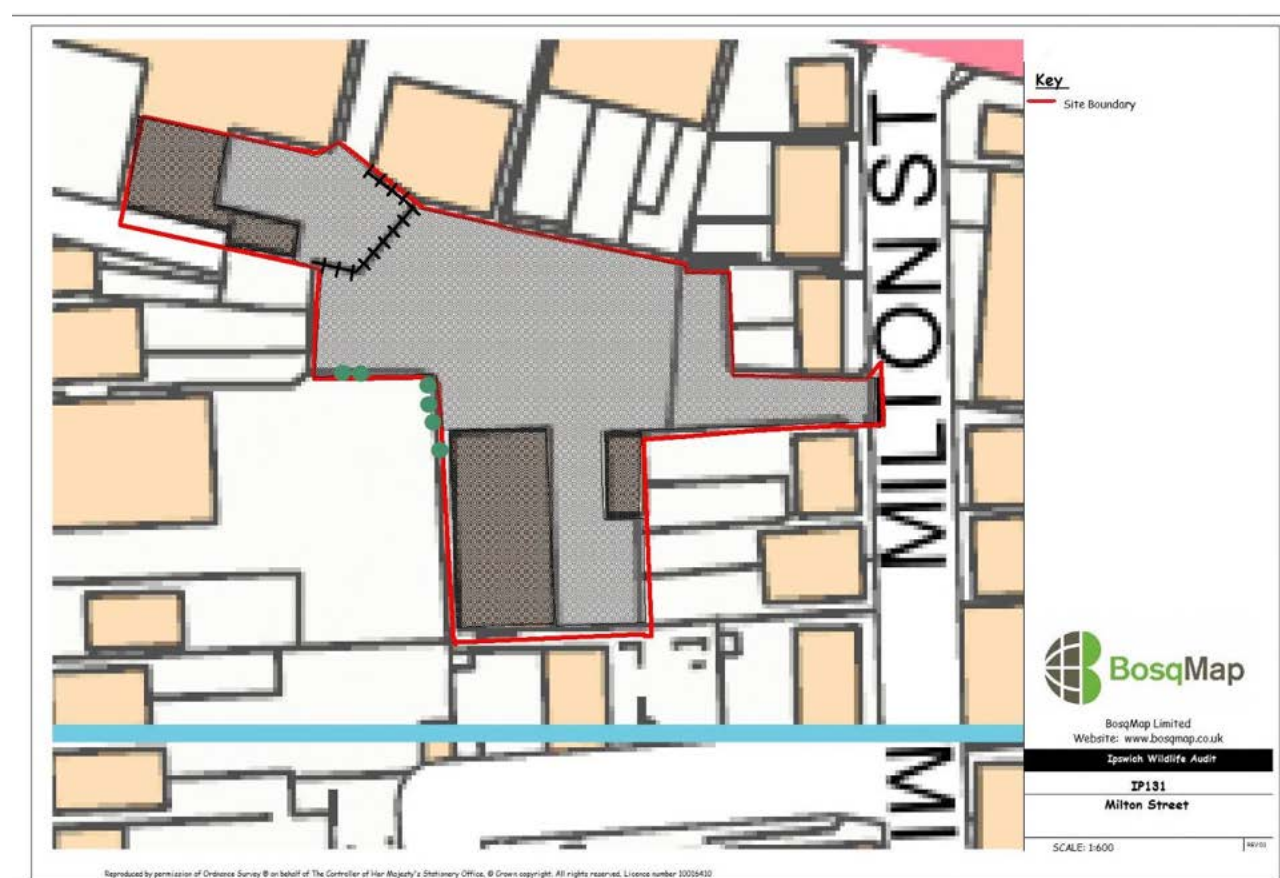 MILTON ST
MI
Key
Site Boundary
BosqMap
BosqMap Limited
Website: www.bosqmap.co.uk
Ipswich Wildlife Audit
IP131
Milton Street
SCALE: 1:600
REV 01
Reproduced by permission of Ordnance Survey ® on behalf of The Controller of Her Majesty's Stationery Office, © Crown copyright. All rights reserved. Licence number 10016410